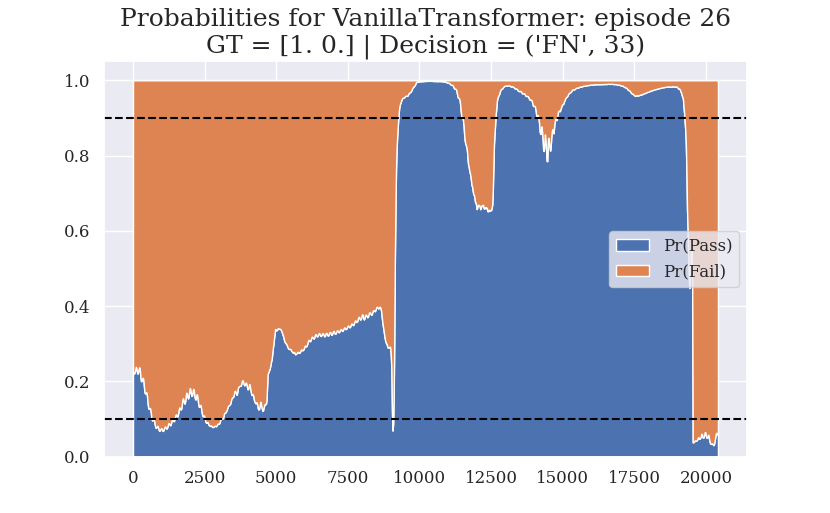 Probabilities for VanillaTransformer: episode 26
GT = [1. 0.] | Decision = ('FN', 33)
1.0
0.8
0.6
0.4
0.2
0.0
Pr(Pass)
Pr(Fail)
0 2500 5000 7500 10000 12500 15000 17500 20000